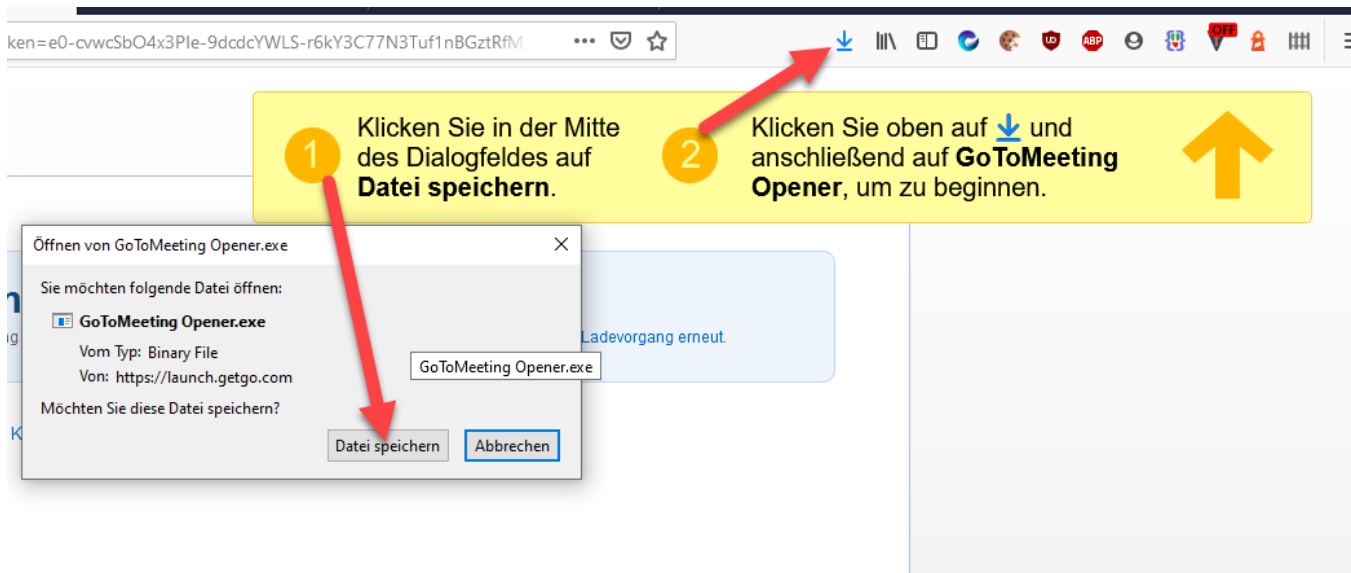 ken=e0-cvwcSbO4x3PIe-9dcdcYWLS-r6kY3C77N3Tuf1nBGztRfM
OFF
UD
ABP
1
Klicken Sie in der Mitte
des Dialogfeldes auf
Datei speichern.
2
Klicken Sie oben auf und
anschließend auf GoToMeeting
Opener, um zu beginnen.
Öffnen von GoToMeeting Opener.exe
Sie möchten folgende Datei öffnen:
GoToMeeting Opener.exe
Vom Typ: Binary File
Von: https://launch.getgo.com
GoToMeeting Opener.exe
Möchten Sie diese Datei speichern?
Datei speichern
Abbrechen
n
ng
Ladevorgang erneut.
K